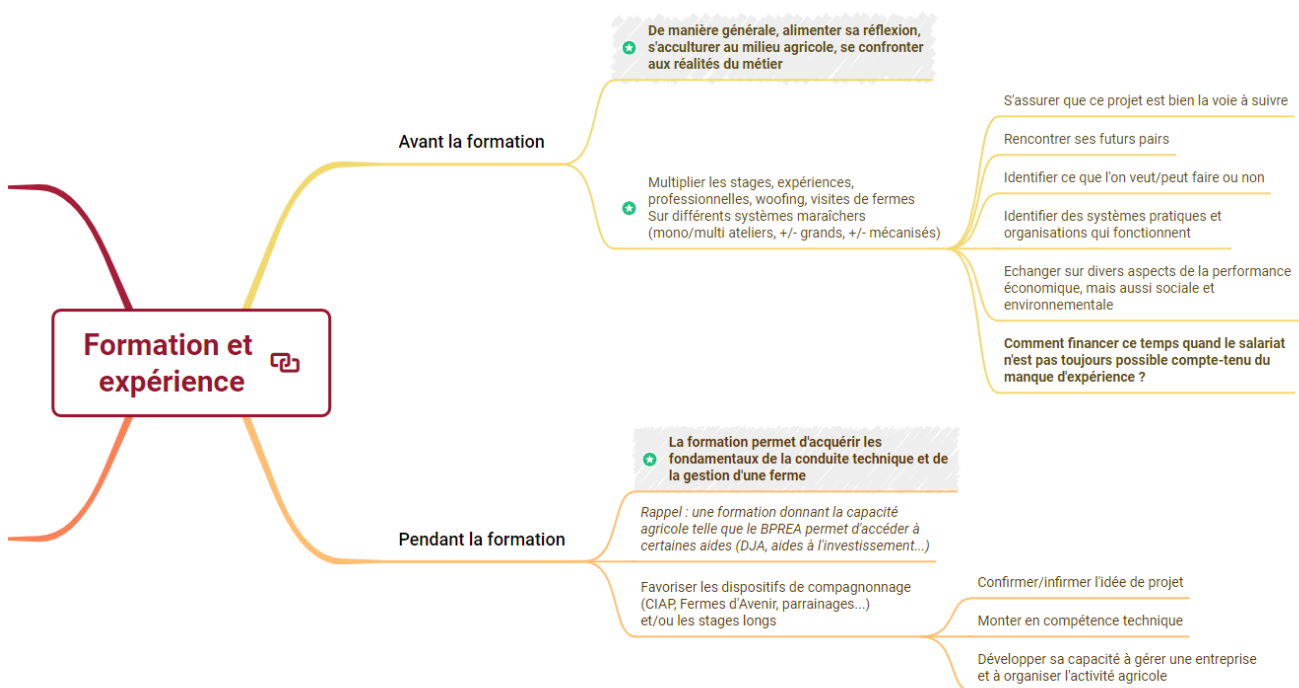 Formation et
expérience
Avant la formation
De manière générale, alimenter sa réflexion,
s'acculturer au milieu agricole, se confronter
aux réalités du métier
Multiplier les stages, expériences,
professionnelles, woofing, visites de fermes
Sur différents systèmes maraîchers
(mono/multi ateliers, +/- grands, +/- mécanisés)
S'assurer que ce projet est bien la voie à suivre
Rencontrer ses futurs pairs
Identifier ce que l'on veut/peut faire ou non
Identifier des systèmes pratiques et
organisations qui fonctionnent
Echanger sur divers aspects de la performance
économique, mais aussi sociale et
environnementale
Comment financer ce temps quand le salariat
n'est pas toujours possible compte-tenu du
manque d'expérience ?
Pendant la formation
La formation permet d'acquérir les
fondamentaux de la conduite technique et de
la gestion d'une ferme
Rappel : une formation donnant la capacité
agricole telle que le BPREA permet d'accéder à
certaines aides (DJA, aides à l'investissement...)
Favoriser les dispositifs de compagnonnage
(CIAP, Fermes d'Avenir, parrainages...)
et/ou les stages longs
Confirmer/infirmer l'idée de projet
Monter en compétence technique
Développer sa capacité à gérer une entreprise
et à organiser l'activité agricole